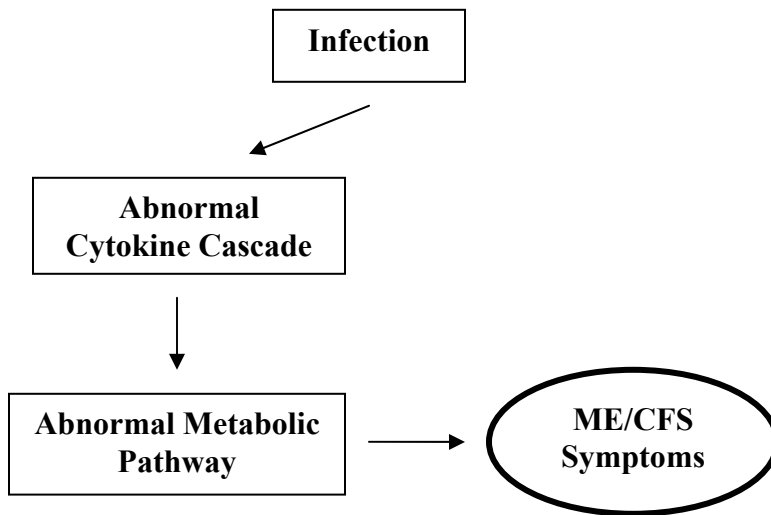 Infection
Abnormal
Cytokine Cascade
Abnormal Metabolic
Pathway
ME/CFS
Symptoms